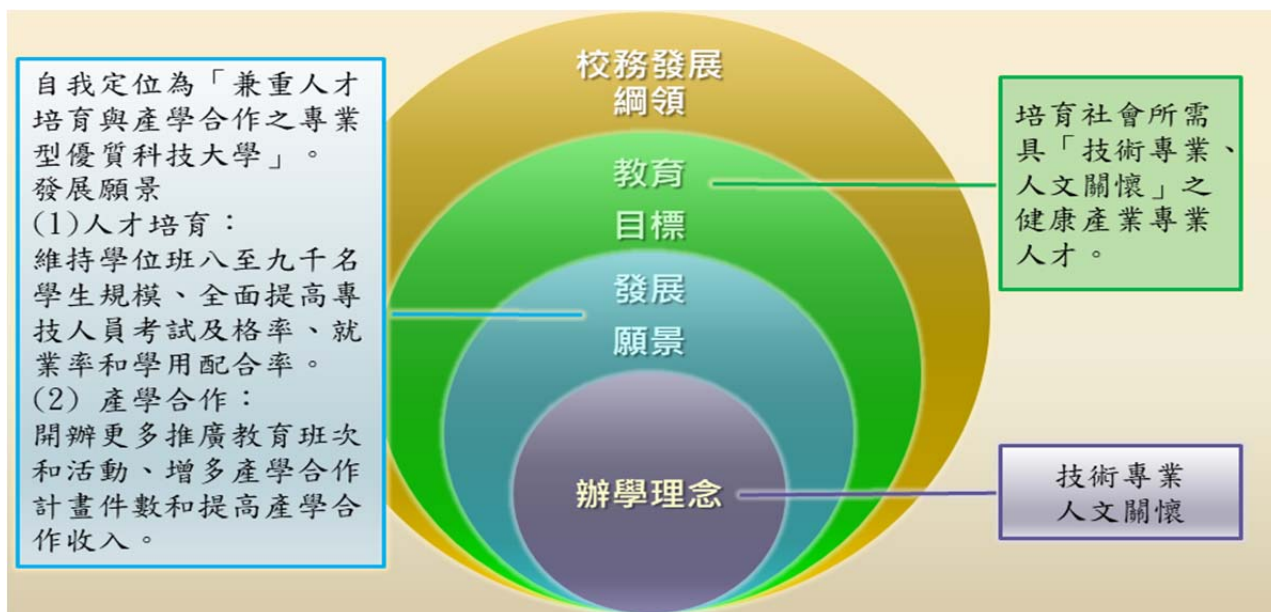 自我定位為「兼重人才
培育與產學合作之專業
型優質科技大學」。
發展願景
(1)人才培育：
維持學位班八至九千名
學生規模、全面提高專
技人員考試及格率、就
業率和學用配合率。
(2) 產學合作：
開辦更多推廣教育班次
和活動、增多產學合作
計畫件數和提高產學合
作收入。
校務發展
綱領
教育
目標
發展
願景
辦學理念
培育社會所需
具「技術專業、
人文關懷」之
健康產業專業
人才。
技術專業
人文關懷